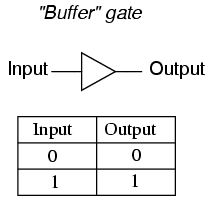 "Buffer" gate
Input Output
Input Output
0 0
1 1